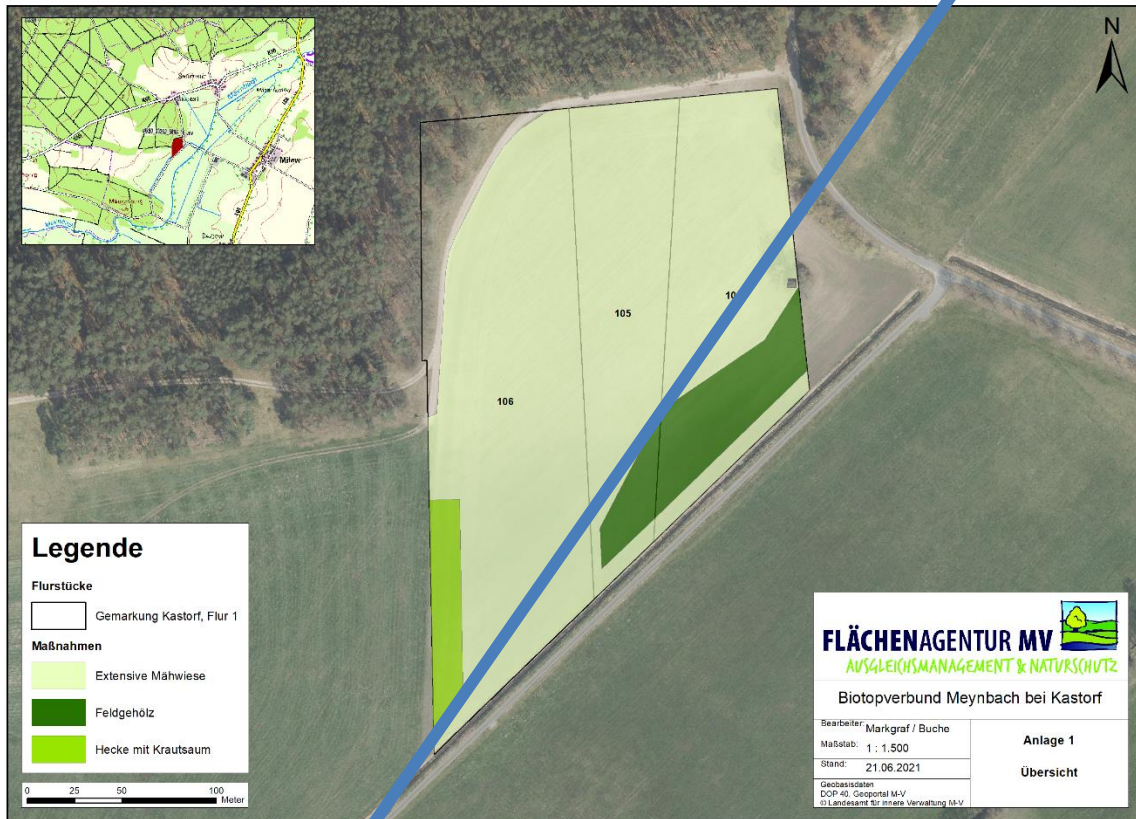 N
Milow
106
105
10
Legende
Flurstücke
Gemarkung Kastorf, Flur 1
Maßnahmen
Extensive Mähwiese
Feldgehölz
Hecke mit Krautsaum
0 25 50 100
Meter
FLÄCHENAGENTUR MV
AUSGLEICHSMANAGEMENT & NATURSCHUTZ
Biotopverbund Meynbach bei Kastorf
Bearbeiter: Markgraf / Buche
Maßstab: 1 : 1.500
Stand: 21.06.2021
Geobasisdaten
DOP 40, Geoportal M-V
© Landesamt für innere Verwaltung M-V
Anlage 1
Übersicht